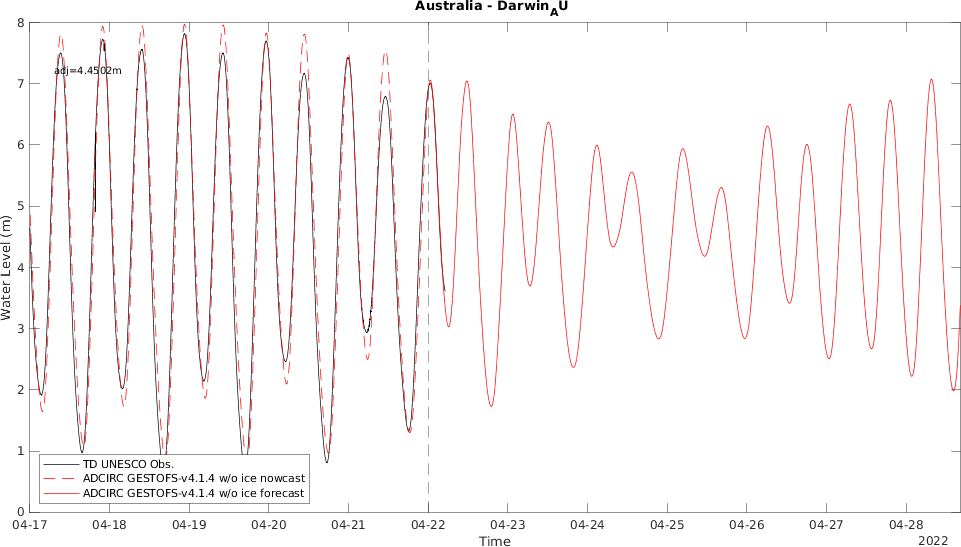 Australia - Darwin_AU
8
7
6
5
4
3
2
1
0
Water Level (m)
adj=4.4502m
TD UNESCO Obs.
ADCIRC GESTOFS-v4.1.4 w/o ice nowcast
ADCIRC GESTOFS-v4.1.4 w/o ice forecast
04-17 04-18 04-19 04-20 04-21 04-22 04-23 04-24 04-25 04-26 04-27 04-28
Time
2022